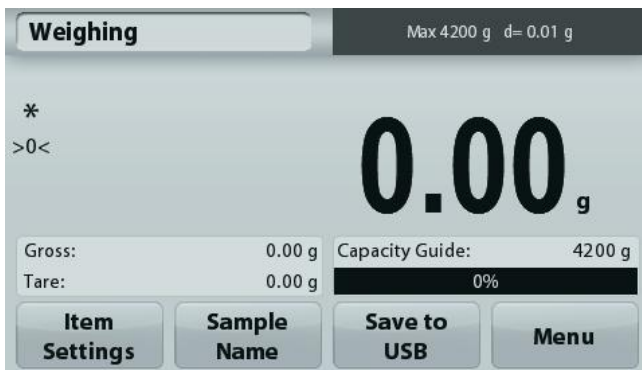 Weighing
Max 4200 g d= 0.01 g
*
>0<
0.00 g
Gross: 0.00 g
Tare: 0.00 g
Capacity Guide: 4200 g
0%
Item
Settings
Sample
Name
Save to
USB
Menu